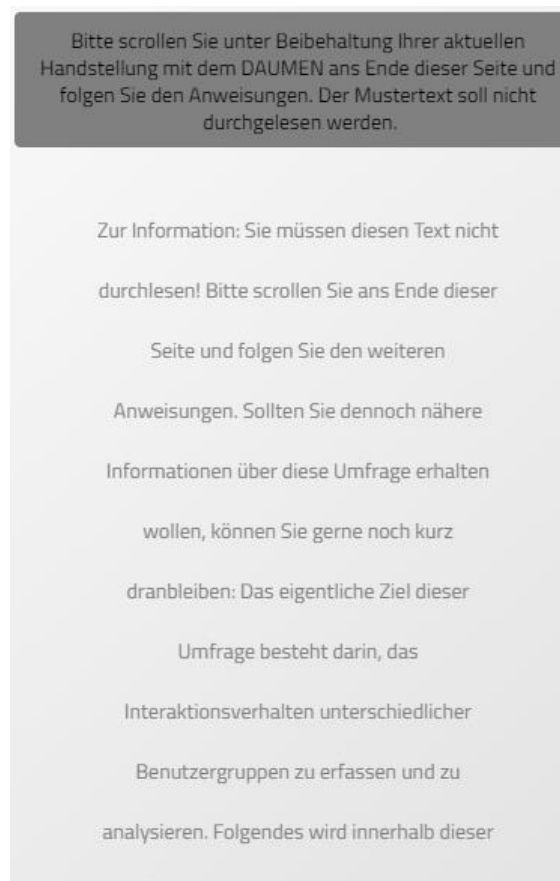 Bitte scrollen Sie unter Beibehaltung Ihrer aktuellen
Handstellung mit dem DAUMEN ans Ende dieser Seite und
folgen Sie den Anweisungen. Der Mustertext soll nicht
durchgelesen werden.
Zur Information: Sie müssen diesen Text nicht
durchlesen! Bitte scrollen Sie ans Ende dieser
Seite und folgen Sie den weiteren
Anweisungen. Sollten Sie dennoch nähere
Informationen über diese Umfrage erhalten
wollen, können Sie gerne noch kurz
dranbleiben: Das eigentliche Ziel dieser
Umfrage besteht darin, das
Interaktionsverhalten unterschiedlicher
Benutzergruppen zu erfassen und zu
analysieren. Folgendes wird innerhalb dieser